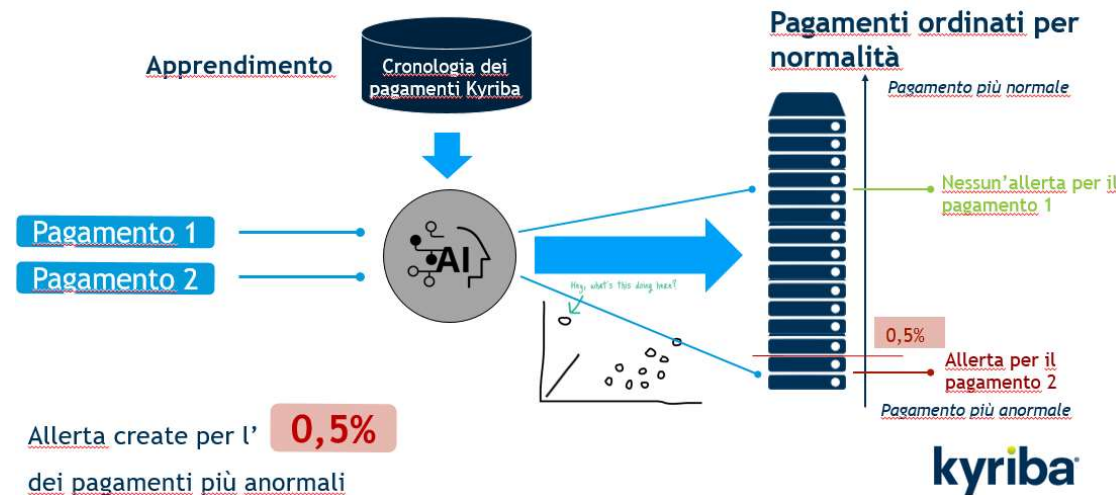 Apprendimento
Cronologia dei
pagamenti Kyriba
Pagamenti ordinati per
normalità
Pagamento più normale
Nessun'allerta per il
pagamento 1
Pagamento 1
Pagamento 2
AI
Hey, what's this doing here?
0,5%
Allerta per il
pagamento 2
Pagamento più anormale
Allerta create per l' 0,5%
dei pagamenti più anormali
kyriba